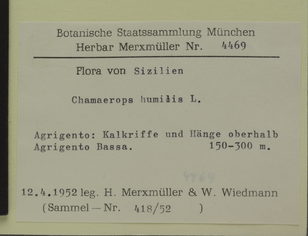 Botanische Staatssammlung München
Herbar Merxmüller Nr. 4469
Flora von Sizilien
Chamaerops humilis L.
Agrigento: Kalkriffe und Hänge oberhalb
Agrigento Bassa. 150-300 m.
4469
12.4.1952 leg. H. Merxmüller & W. Wiedmann
(Sammel-Nr. 418/52 )